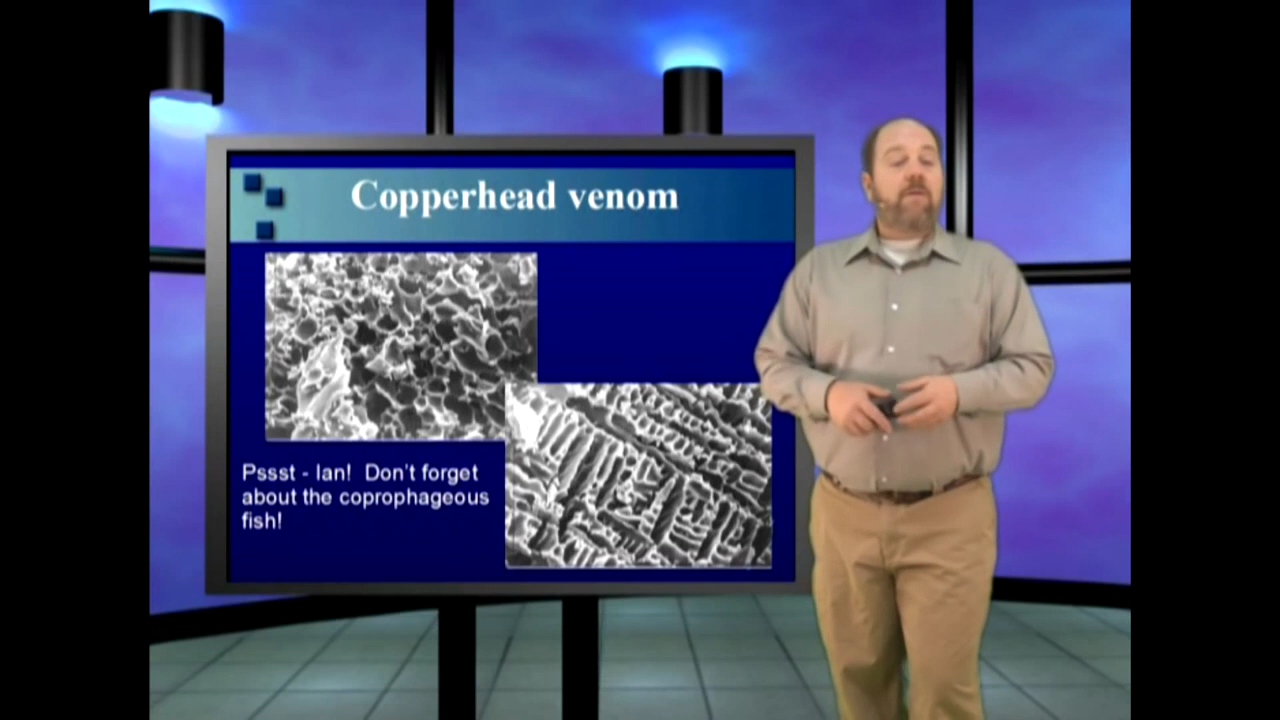 Copperhead venom
Pssst - Ian!  Don't forget
about the coprophageous
fish!